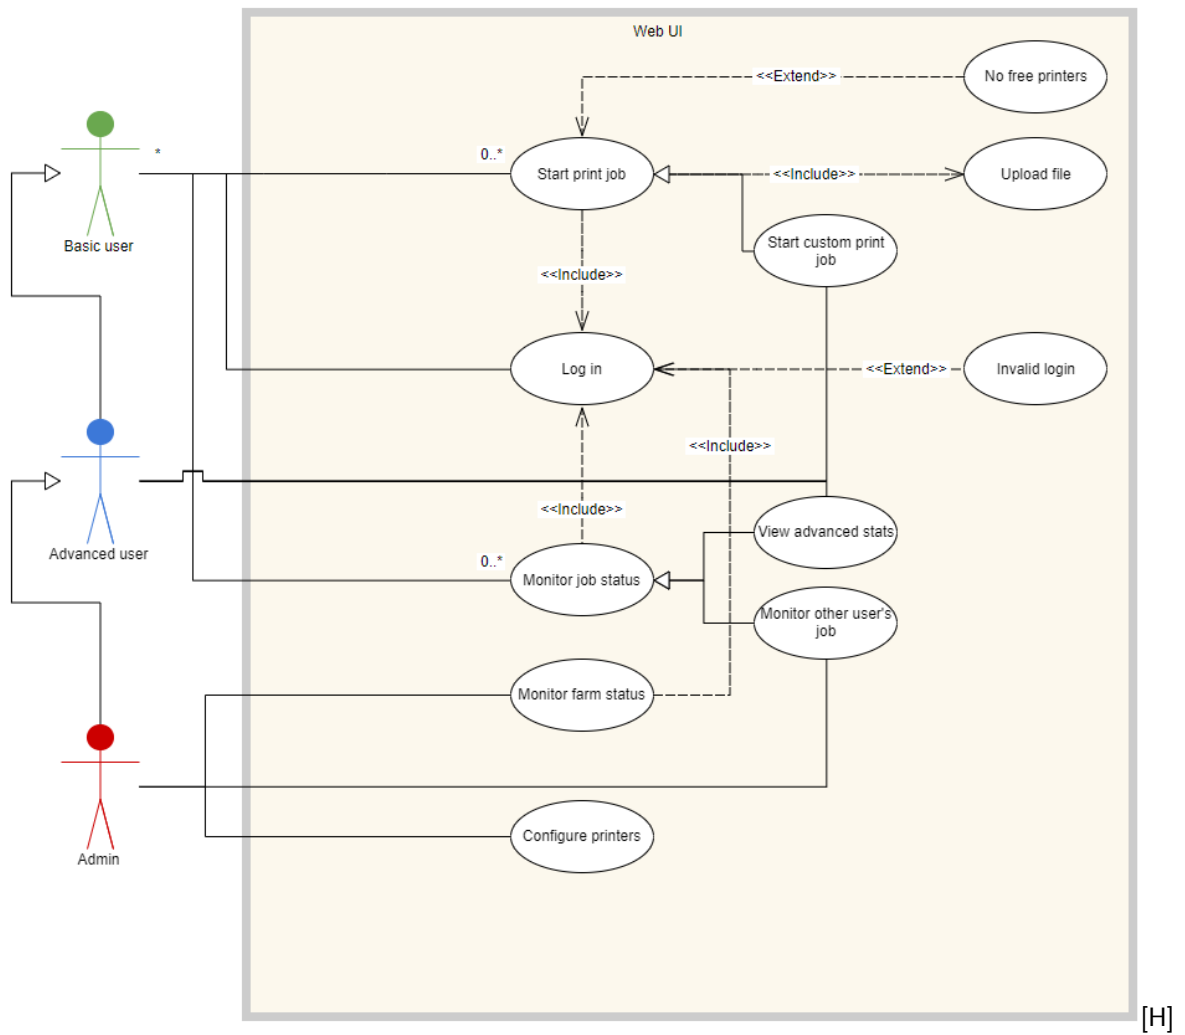 Web UI
<<Extend>>
No free printers
*
0..*
Start print job
<<Include>>
Upload file
Basic user
Start custom print
job
<<Include>>
Log in
<<Extend>>
Invalid login
<<Include>>
<<Include>>
Advanced user
View advanced stats
0..*
Monitor job status
Monitor other user's
job
Monitor farm status
Configure printers
Admin
[H]